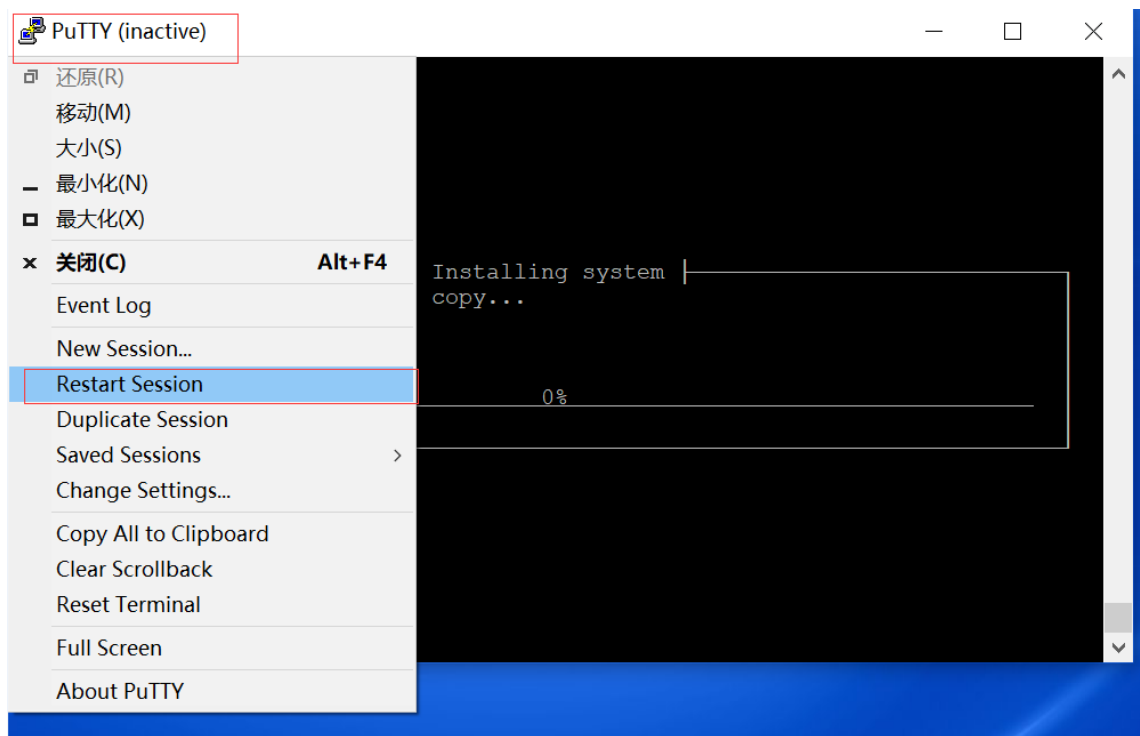 PuTTY (inactive)
还原(R)
移动(M)
大小(S)
最小化(N)
最大化(X)
关闭(C) Alt+F4
Event Log
New Session...
Restart Session
Duplicate Session
Saved Sessions
Change Settings...
Copy All to Clipboard
Clear Scrollback
Reset Terminal
Full Screen
About PuTTY
Installing system
copy...
0%